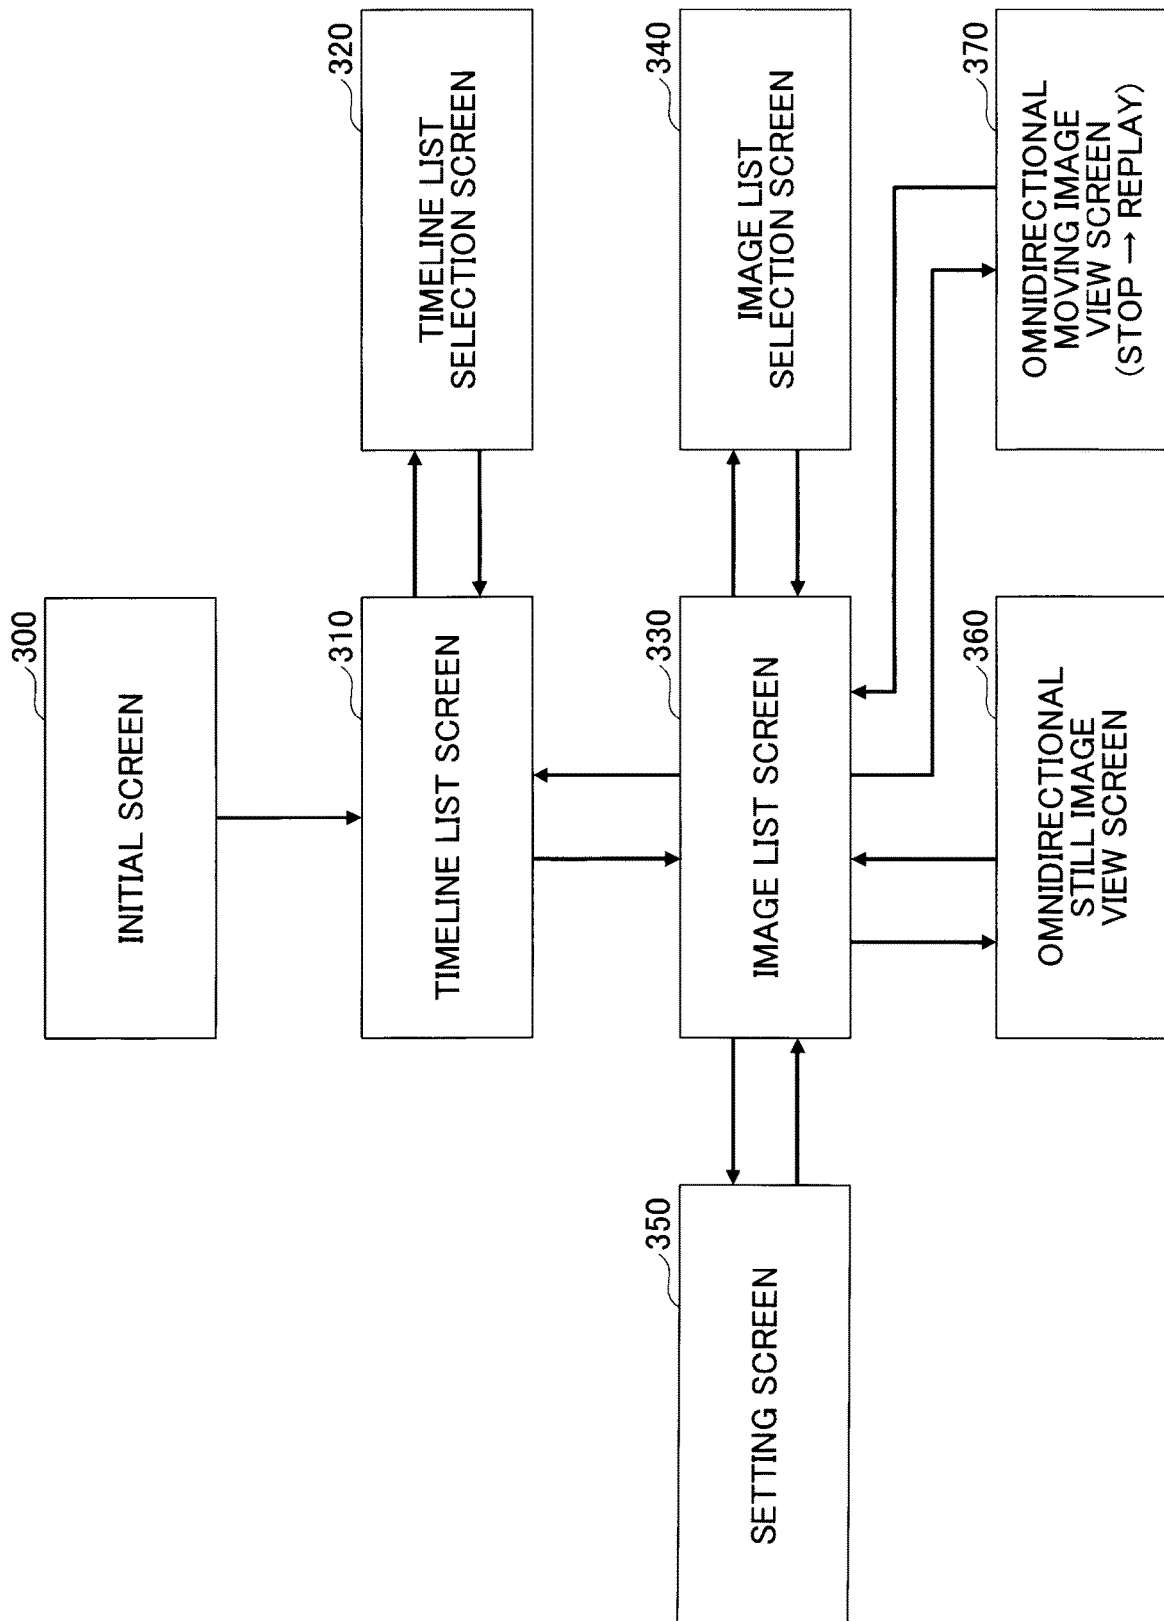 300
INITIAL SCREEN
310
TIMELINE LIST SCREEN
320
TIMELINE LIST
SELECTION SCREEN
330
IMAGE LIST SCREEN
340
IMAGE LIST
SELECTION SCREEN
350
SETTING SCREEN
360
OMNIDIRECTIONAL
STILL IMAGE
VIEW SCREEN
370
OMNIDIRECTIONAL
MOVING IMAGE
VIEW SCREEN
(STOP → REPLAY)